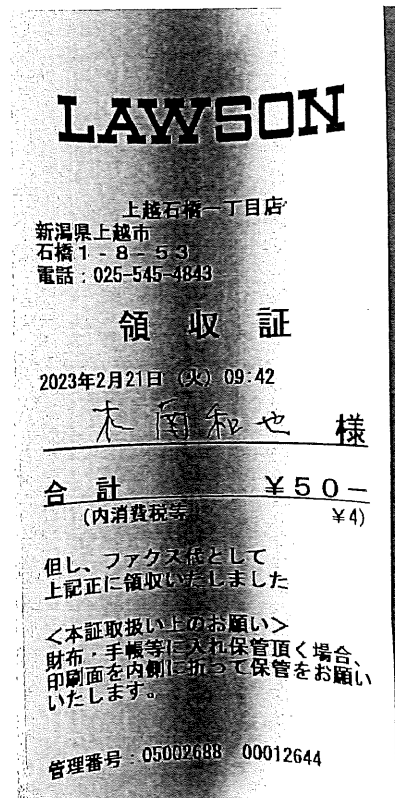 LAWSON
上越石橋一丁目店
新潟県上越市
石橋1-8-53
電話:025-545-4843
領収証
2023年2月21日(火) 09:42
木南和也 様
合計 ¥50-
(内消費税等 ¥4)
但し、ファクス代として
上記正に領収いたしました
<本証取扱い上のお願い>
財布・手帳等に入れ保管頂く場合、
印刷面を内側に折って保管をお願い
いたします。
管理番号:05002688 00012644